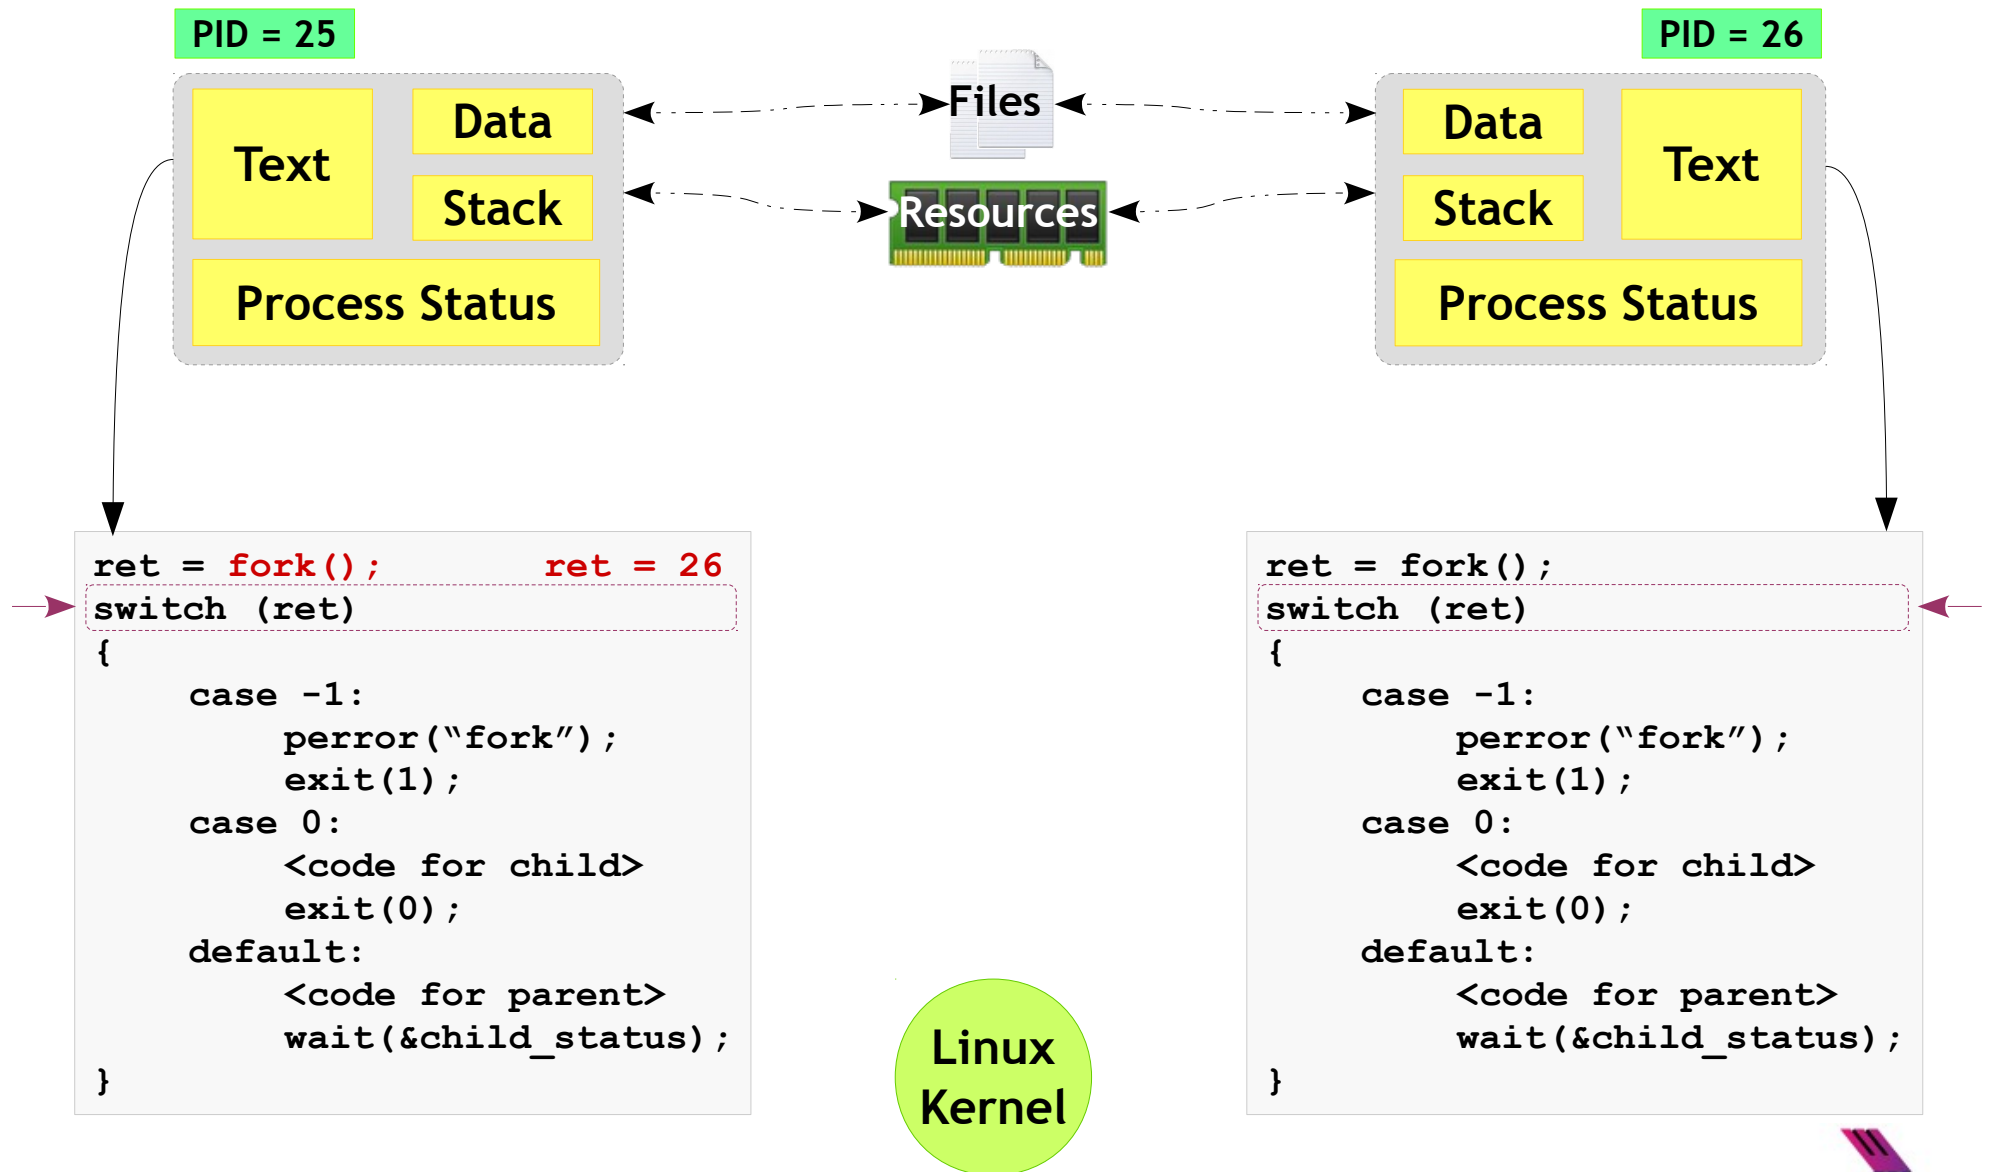 PID = 25
Text
Data
Stack
Process Status
Files
Resources
PID = 26
Data
Stack
Text
Process Status
ret = fork(); ret = 26
switch (ret)
{
case -1:
perror(“fork”);
exit(1);
case 0:
<code for child>
exit(0);
default:
<code for parent>
wait(&child_status);
}
Linux
Kernel
ret = fork();
switch (ret)
{
case -1:
perror(“fork”);
exit(1);
case 0:
<code for child>
exit(0);
default:
<code for parent>
wait(&child_status);
}